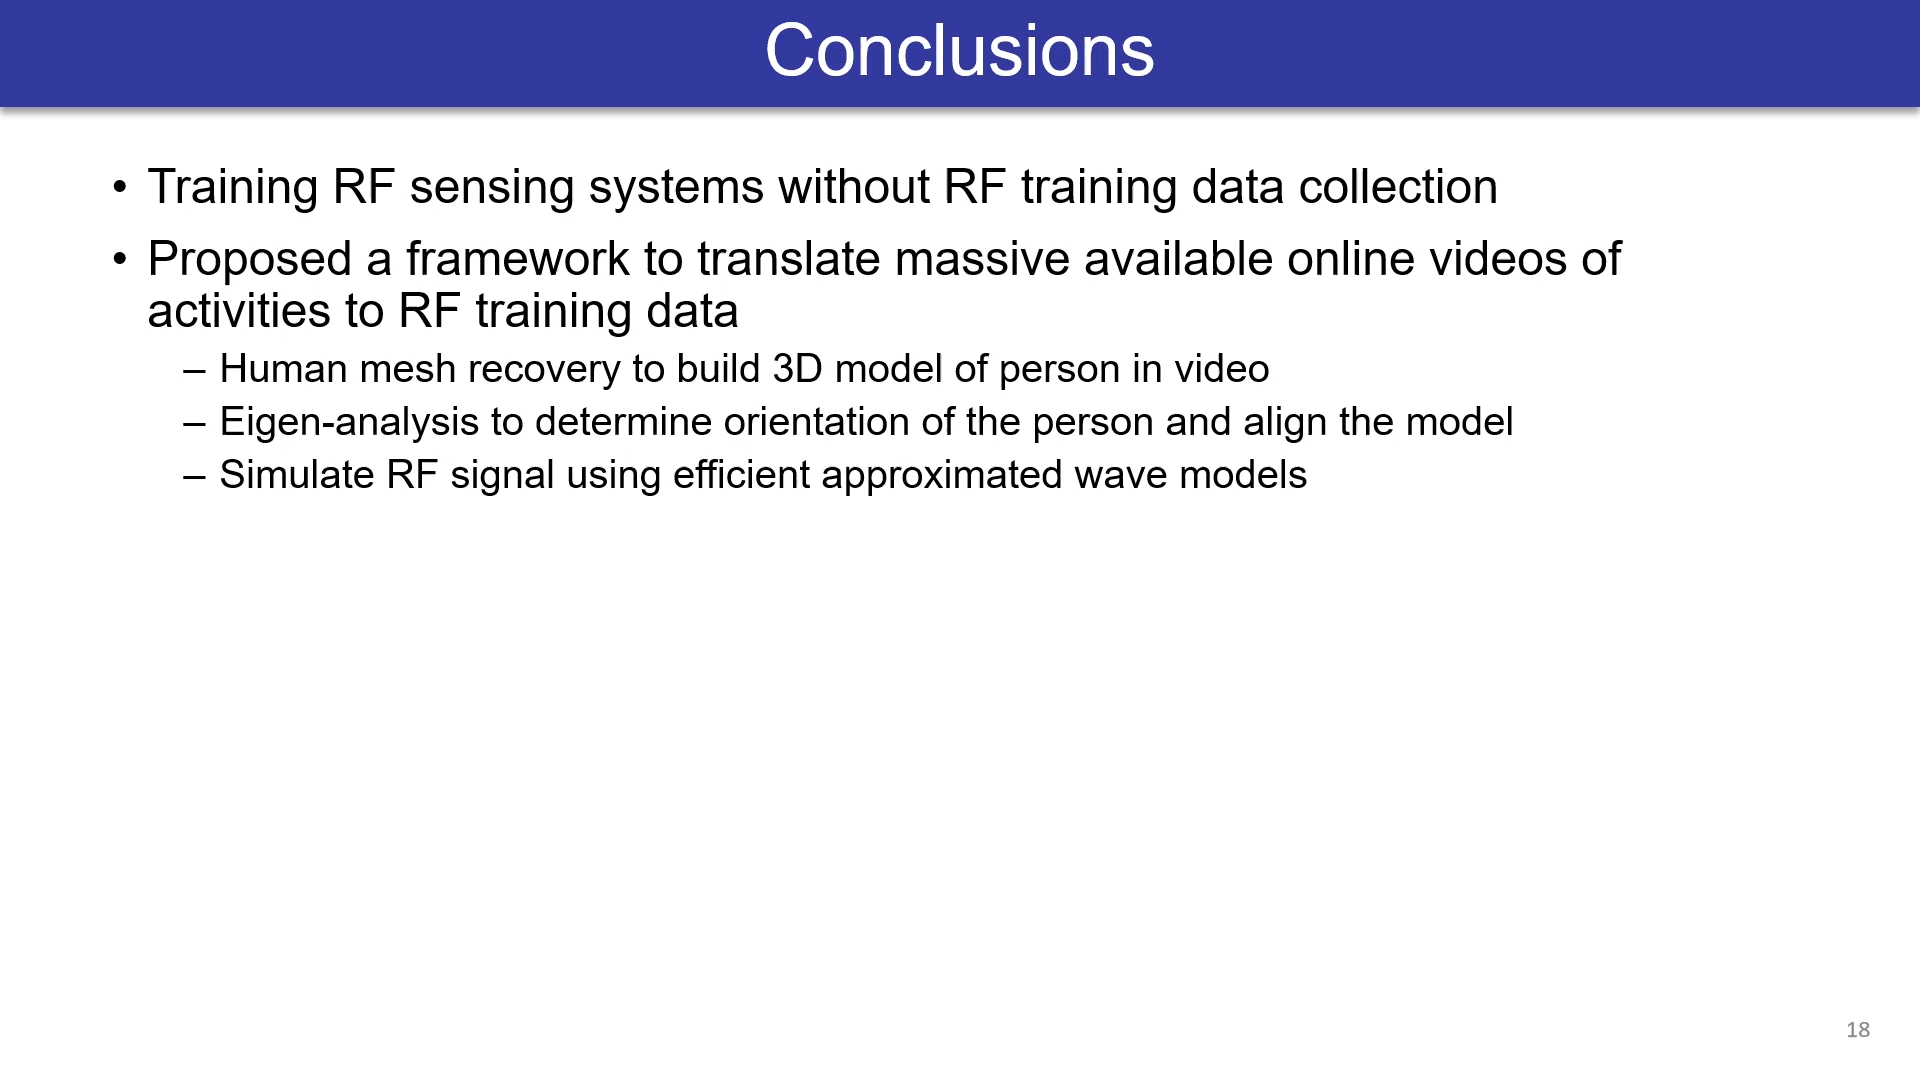 Conclusions
• Training RF sensing systems without RF training data collection
• Proposed a framework to translate massive available online videos of
activities to RF training data
– Human mesh recovery to build 3D model of person in video
– Eigen-analysis to determine orientation of the person and align the model
– Simulate RF signal using efficient approximated wave models
18